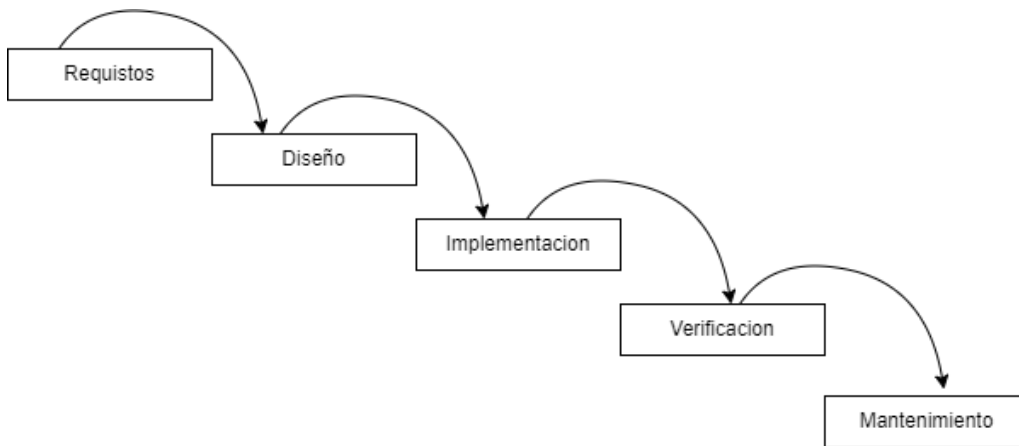 Requistos
Diseño
Implementacion
Verificacion
Mantenimiento